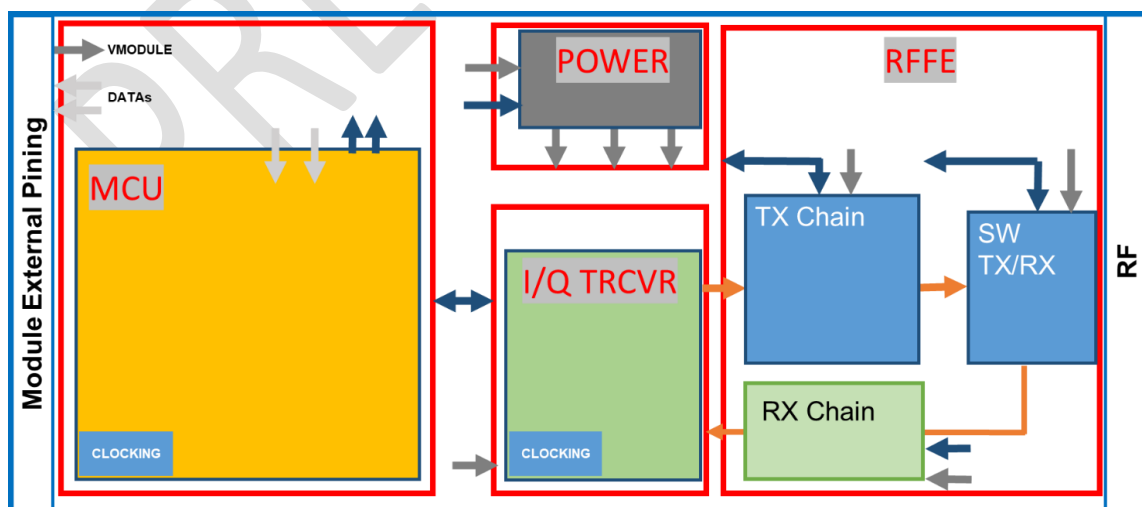 Module External Pining
VMODULE
DATAs
MCU
CLOCKING
POWER
I/Q TRCVR
CLOCKING
RFFE
TX Chain
SW
TX/RX
RX Chain
RF